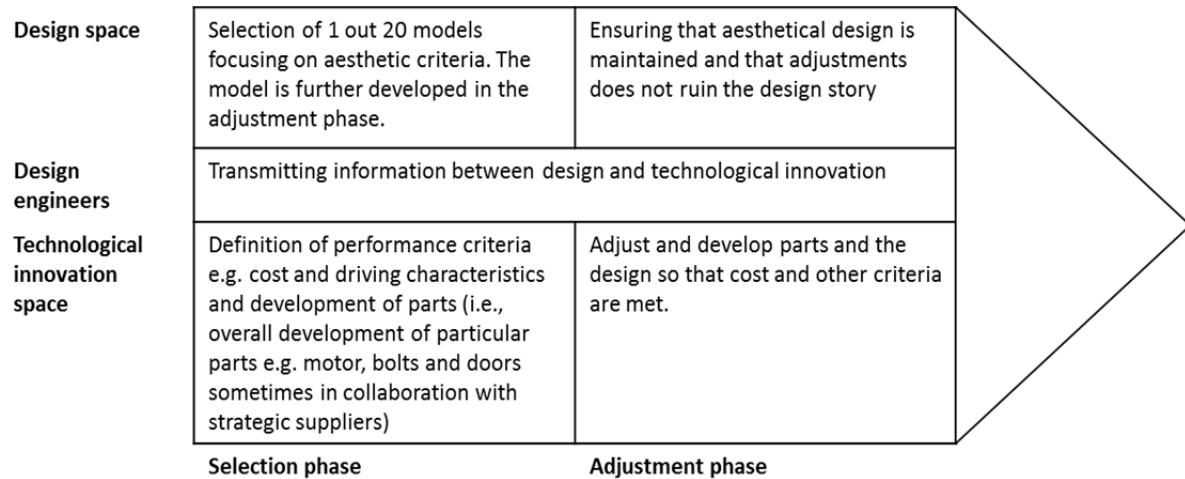 Design space
Selection of 1 out 20 models
focusing on aesthetic criteria. The
model is further developed in the
adjustment phase.
Ensuring that aesthetical design is
maintained and that adjustments
does not ruin the design story
Design
engineers
Transmitting information between design and technological innovation
Technological
innovation
space
Definition of performance criteria
e.g. cost and driving characteristics
and development of parts (i.e.,
overall development of particular
parts e.g. motor, bolts and doors
sometimes in collaboration with
strategic suppliers)
Adjust and develop parts and the
design so that cost and other criteria
are met.
Selection phase
Adjustment phase